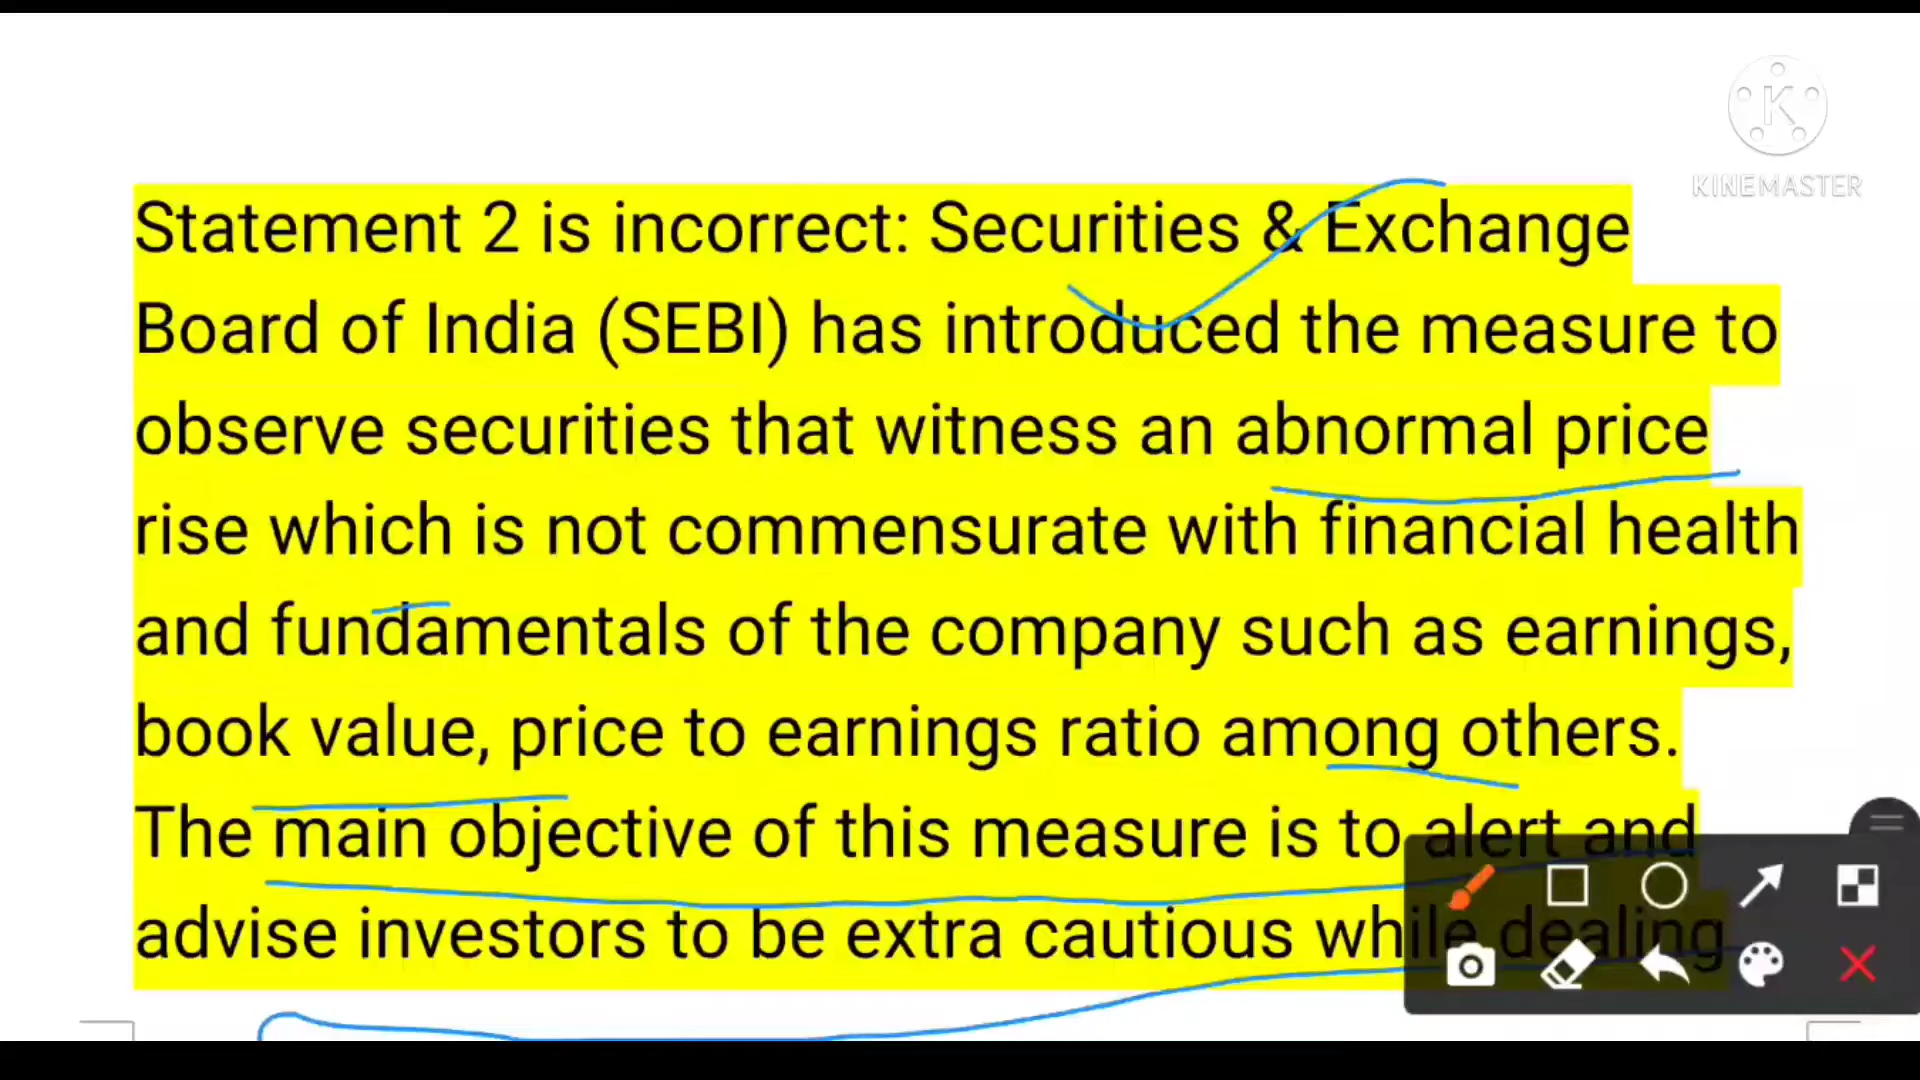 K
KINEMASTER
Statement 2 is incorrect: Securities & Exchange
Board of India (SEBI) has introduced the measure to
observe securities that witness an abnormal price
rise which is not commensurate with financial health
and fundamentals of the company such as earnings,
book value, price to earnings ratio among others.
The main objective of this measure is to alert and
advise investors to be extra cautious while dealing